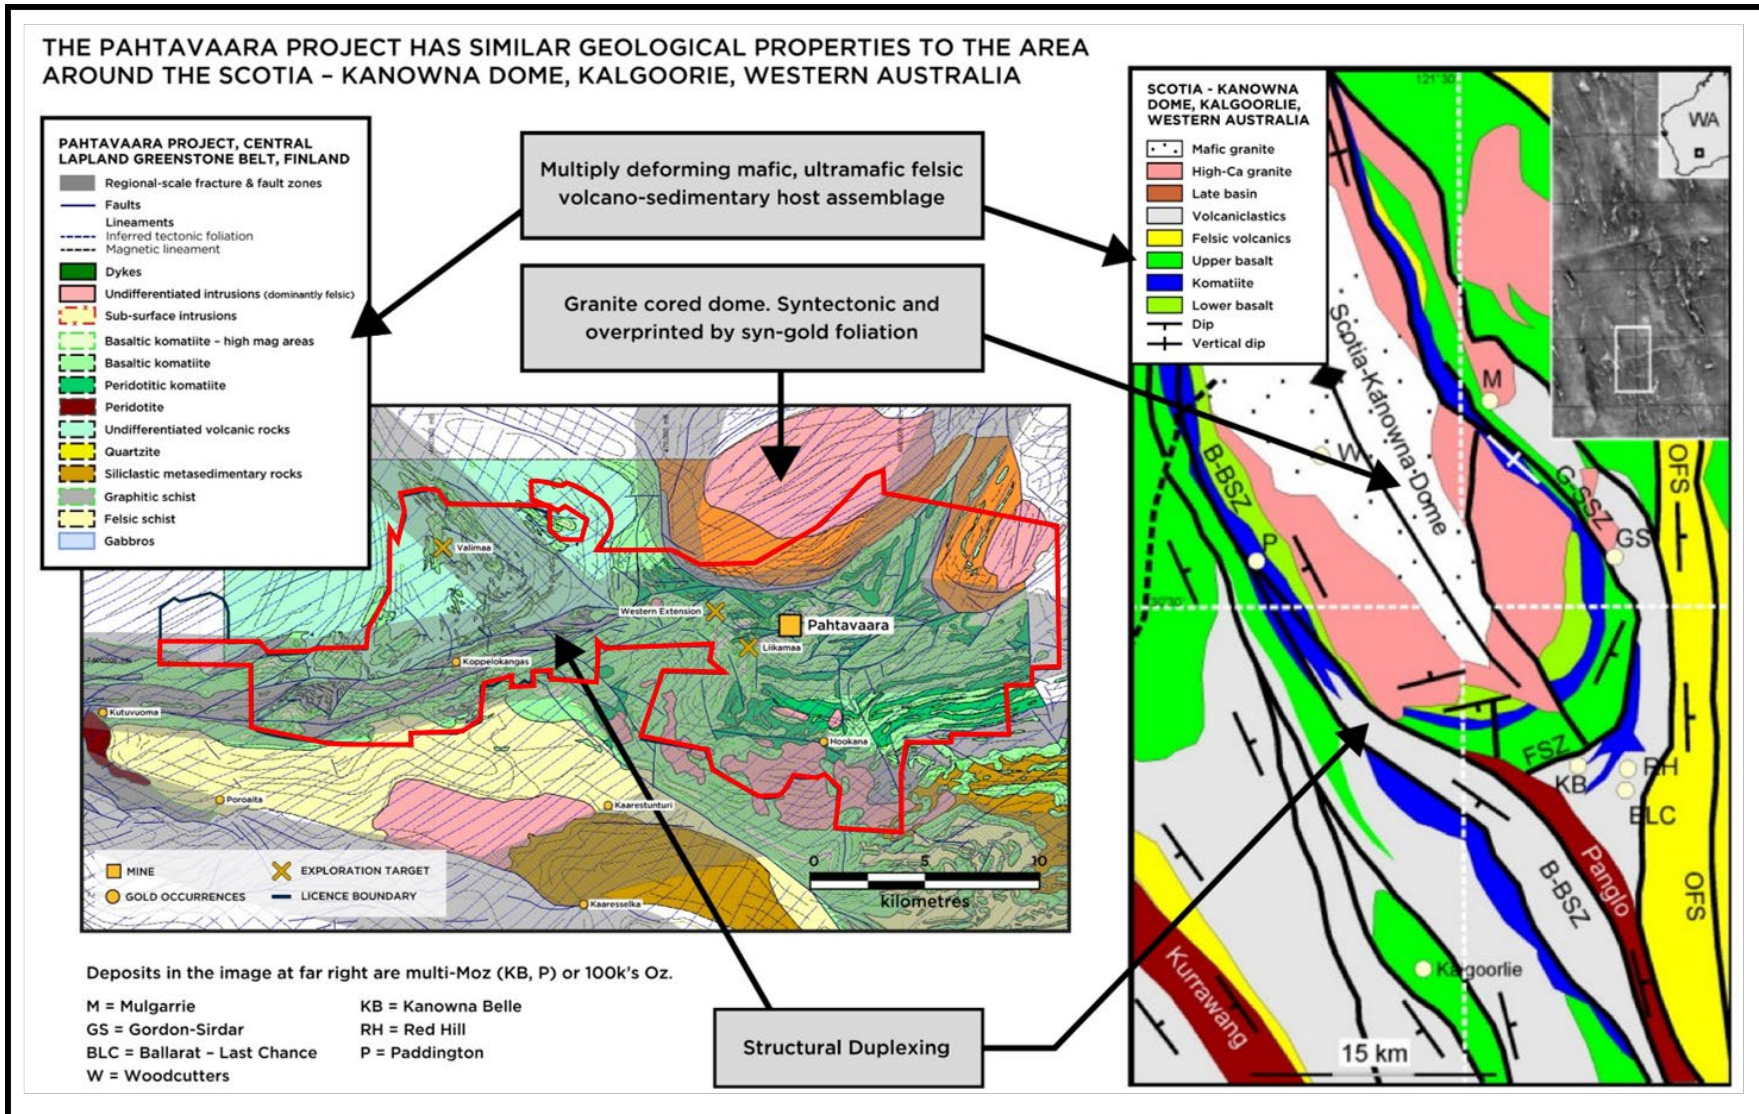 THE PAHTAVAARA PROJECT HAS SIMILAR GEOLOGICAL PROPERTIES TO THE AREA
AROUND THE SCOTIA – KANOWNA DOME, KALGOORIE, WESTERN AUSTRALIA
PAHTAVAARA PROJECT, CENTRAL
LAPLAND GREENSTONE BELT, FINLAND
Regional-scale fracture & fault zones
Faults
Lineaments
Inferred tectonic foliation
Magnetic lineament
Dykes
Undifferentiated intrusions (dominantly felsic)
Sub-surface intrusions
Basaltic komatiite – high mag areas
Basaltic komatiite
Peridotitic komatiite
Peridotite
Undifferentiated volcanic rocks
Quartzite
Siliclastic metasedimentary rocks
Graphitic schist
Felsic schist
Gabbros
Multiply deforming mafic, ultramafic felsic
volcano-sedimentary host assemblage
Granite cored dome. Syntectonic and
overprinted by syn-gold foliation
Valimaa
Western Extension
Pahtavaara
Liikamaa
Koppelokangas
Kutuvuoma
Hookana
Poroaita
Kaarestunturi
Kaaresselka
MINE
EXPLORATION TARGET
GOLD OCCURRENCES
LICENCE BOUNDARY
0 5 10
kilometres
Deposits in the image at far right are multi-Moz (KB, P) or 100k's Oz.
M = Mulgarrie
KB = Kanowna Belle
GS = Gordon-Sirdar
RH = Red Hill
BLC = Ballarat – Last Chance
P = Paddington
W = Woodcutters
Structural Duplexing
SCOTIA - KANOWNA
DOME, KALGOORLIE,
WESTERN AUSTRALIA
Mafic granite
High-Ca granite
Late basin
Volcaniclastics
Felsic volcanics
Upper basalt
Komatiite
Lower basalt
Dip
Vertical dip
121°30'
WA
Scotia-Kanowna-Dome
M
W
B-BSZ
P
G-SSZ
GS
OFS
30°30'
FSZ
KB
RH
BLC
Panglo
B-BSZ
OFS
Kalgoorlie
Kurrawang
15 km